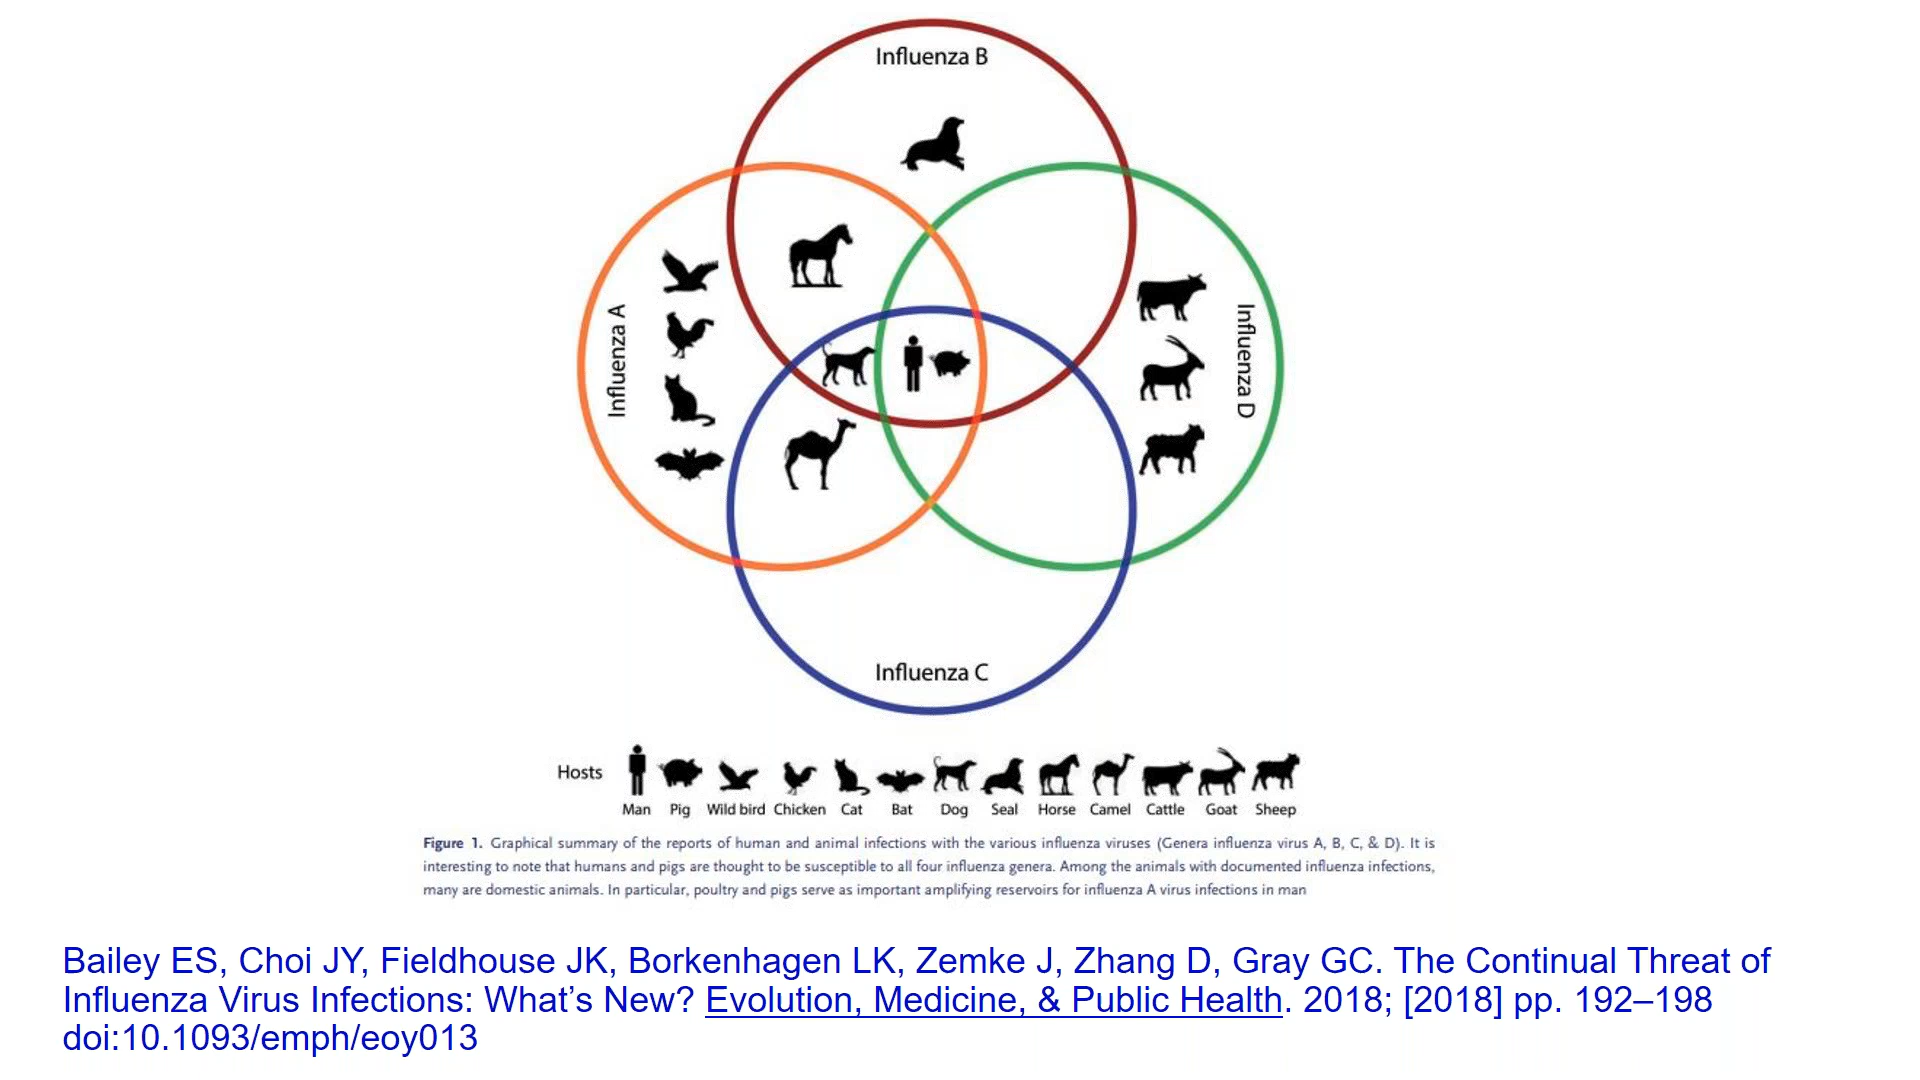 Influenza B
Influenza A
Influenza D
Influenza C
Hosts
Man Pig Wild bird Chicken Cat Bat Dog Seal Horse Camel Cattle Goat Sheep
Figure 1. Graphical summary of the reports of human and animal infections with the various influenza viruses (Genera influenza virus A, B, C, & D). It is
interesting to note that humans and pigs are thought to be susceptible to all four influenza genera. Among the animals with documented influenza infections,
many are domestic animals. In particular, poultry and pigs serve as important amplifying reservoirs for influenza A virus infections in man
Bailey ES, Choi JY, Fieldhouse JK, Borkenhagen LK, Zemke J, Zhang D, Gray GC. The Continual Threat of
Influenza Virus Infections: What’s New? Evolution, Medicine, & Public Health. 2018; [2018] pp. 192–198
doi:10.1093/emph/eoy013